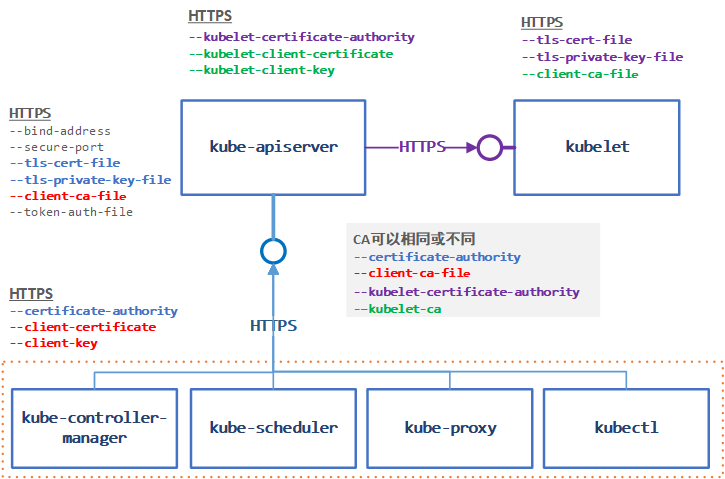 HTTPS
--kubelet-certificate-authority
--kubelet-client-certificate
--kubelet-client-key
HTTPS
--tls-cert-file
--tls-private-key-file
--client-ca-file
HTTPS
--bind-address
--secure-port
--tls-cert-file
--tls-private-key-file
--client-ca-file
--token-auth-file
kube-apiserver
HTTPS
kubelet
CA可以相同或不同
--certificate-authority
--client-ca-file
--kubelet-certificate-authority
--kubelet-ca
HTTPS
--certificate-authority
--client-certificate
--client-key
HTTPS
kube-controller-
manager
kube-scheduler
kube-proxy
kubectl